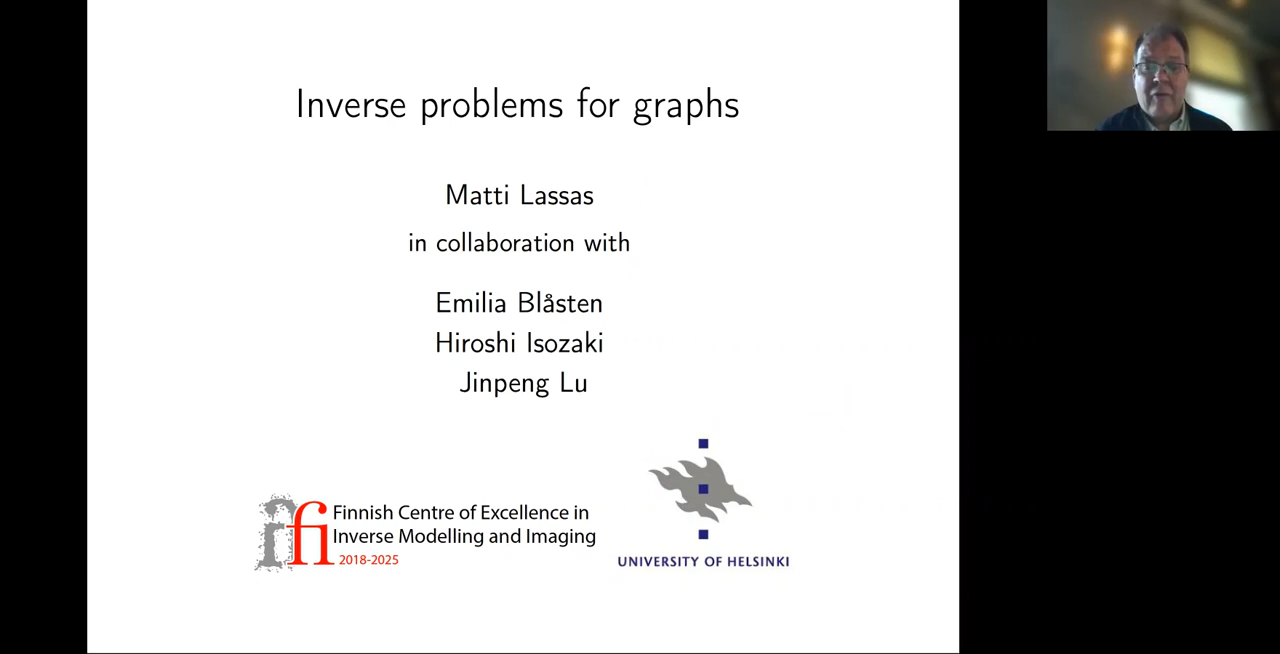 Inverse problems for graphs
Matti Lassas
in collaboration with
Emilia Blåsten
Hiroshi Isozaki
Jinpeng Lu
fi
Finnish Centre of Excellence in
Inverse Modelling and Imaging
2018-2025
UNIVERSITY OF HELSINKI